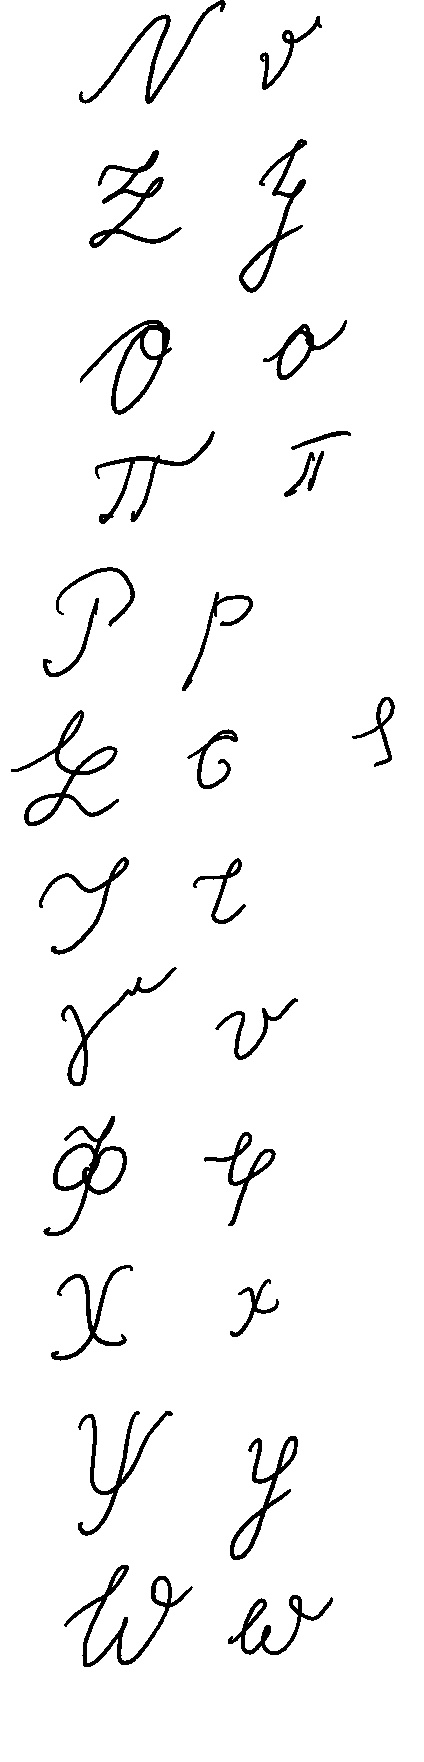 Ν ν
Ξ ξ
Ο ο
Π π
Ρ ρ
Σ σ ς
Τ τ
Υ υ
Φ φ
Χ χ
Ψ ψ
Ω ω